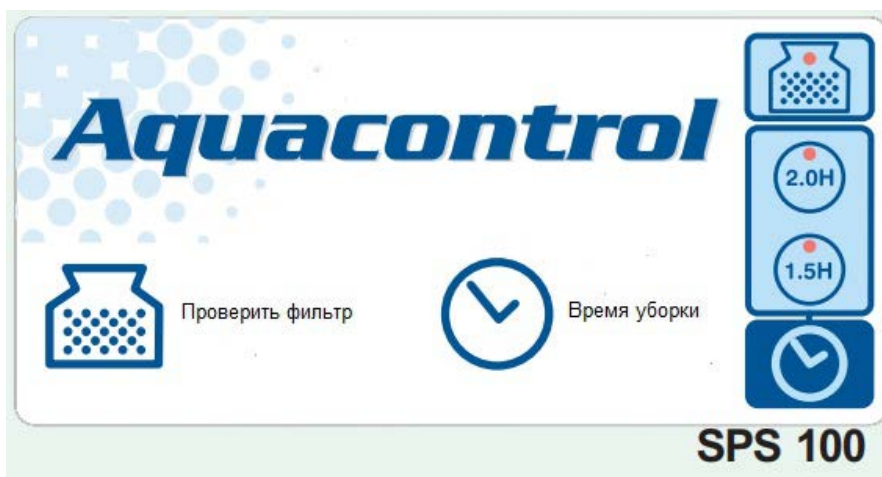 Aquacontrol
2.0H
1.5H
Проверить фильтр
Время уборки
SPS 100